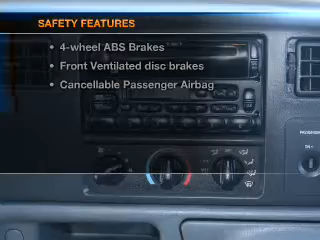 SAFETY FEATURES
• 4-wheel ABS Brakes
• Front Ventilated disc brakes
• Cancellable Passenger Airbag